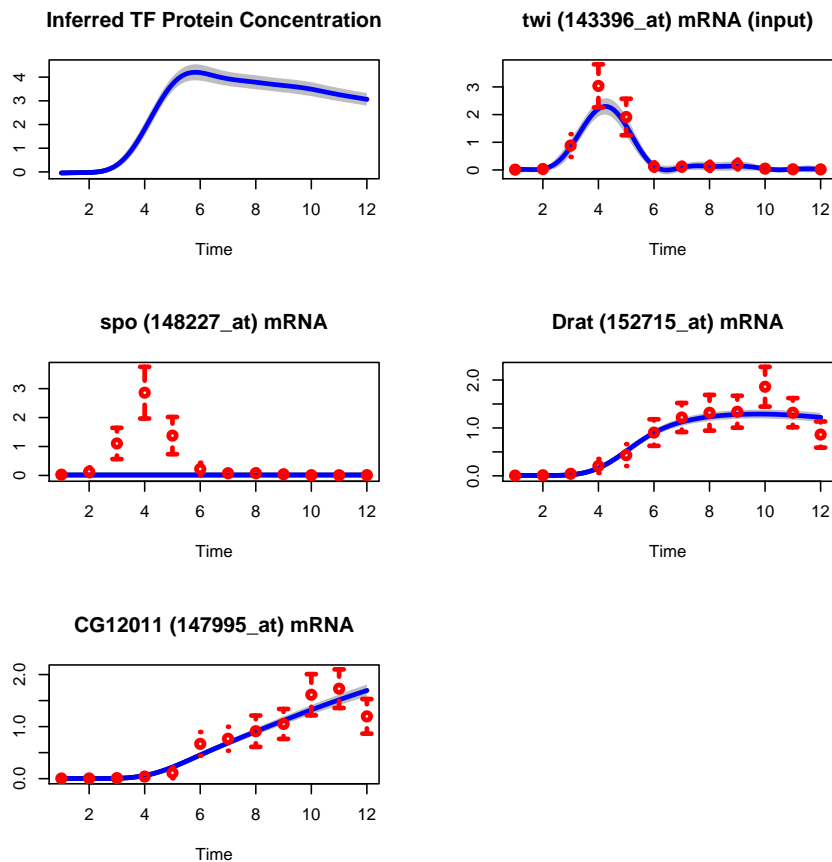 Inferred TF Protein Concentration
4
3
2
1
0
2 4 6 8 10 12
Time
twi (143396_at) mRNA (input)
3
2
1
0
2 4 6 8 10 12
Time
spo (148227_at) mRNA
3
2
1
0
2 4 6 8 10 12
Time
Drat (152715_at) mRNA
2.0
1.0
0.0
2 4 6 8 10 12
Time
CG12011 (147995_at) mRNA
2.0
1.0
0.0
2 4 6 8 10 12
Time